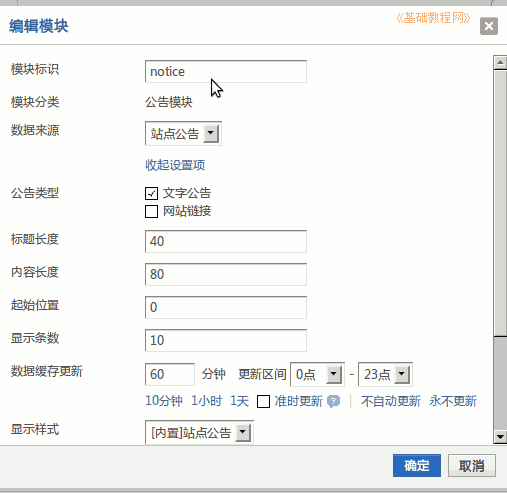 编辑模块
《基础教程网》
模块标识 notice
模块分类 公告模块
数据来源 站点公告
收起设置项
公告类型 文字公告
网站链接
标题长度 40
内容长度 80
起始位置 0
显示条数 10
数据缓存更新 60 分钟 更新区间 0点 - 23点
10分钟 1小时 1天 准时更新 ? | 不自动更新 永不更新
显示样式 [内置]站点公告
确定 取消